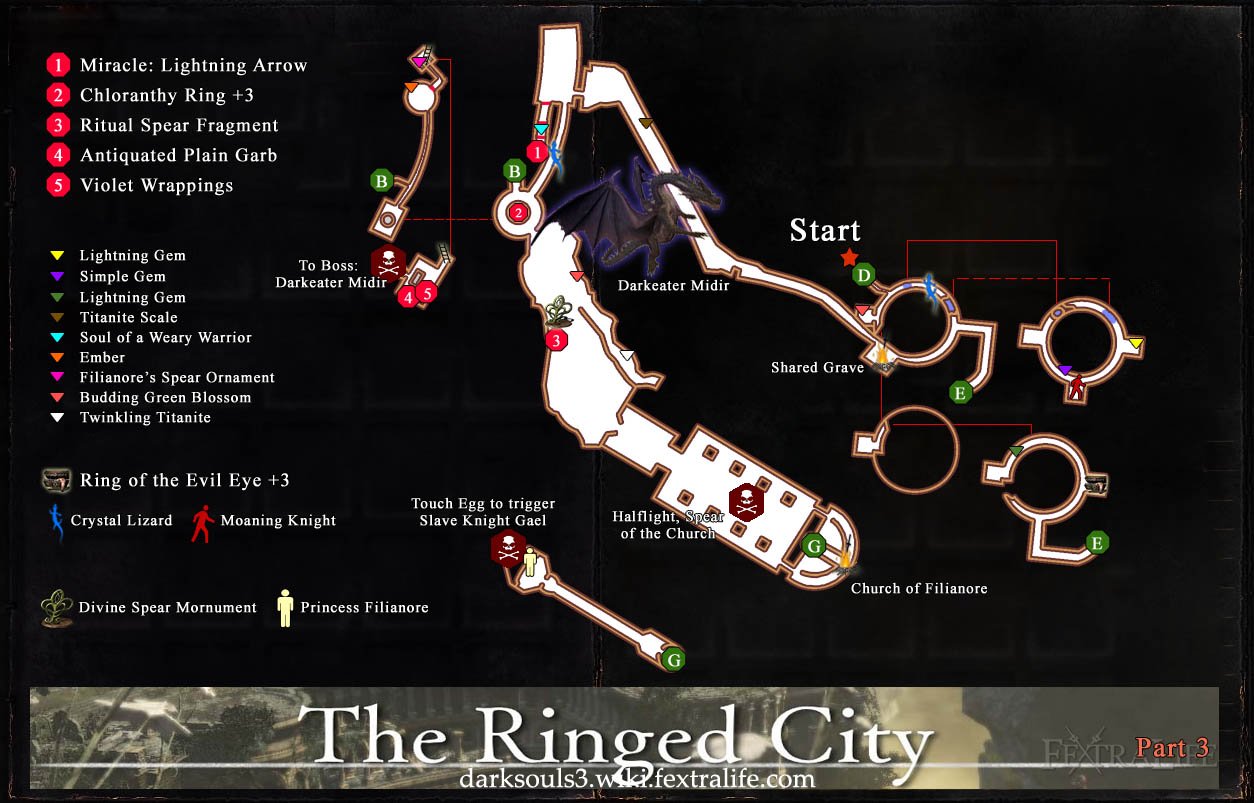 1 Miracle: Lightning Arrow
2 Chloranthy Ring +3
3 Ritual Spear Fragment
4 Antiquated Plain Garb
5 Violet Wrappings
Lightning Gem
Simple Gem
Lightning Gem
Titanite Scale
Soul of a Weary Warrior
Ember
Filianore's Spear Ornament
Budding Green Blossom
Twinkling Titanite
Ring of the Evil Eye +3
Crystal Lizard
Moaning Knight
Divine Spear Mornument
Princess Filianore
B
To Boss:
Darkeater Midir
4
5
1
B
2
3
Darkeater Midir
Start
D
Shared Grave
E
E
Halflight, Spear
of the Church
G
Church of Filianore
Touch Egg to trigger
Slave Knight Gael
G
The Ringed City
darksouls3.wiki.fextralife.com
FEXTRALIFE
Part 3